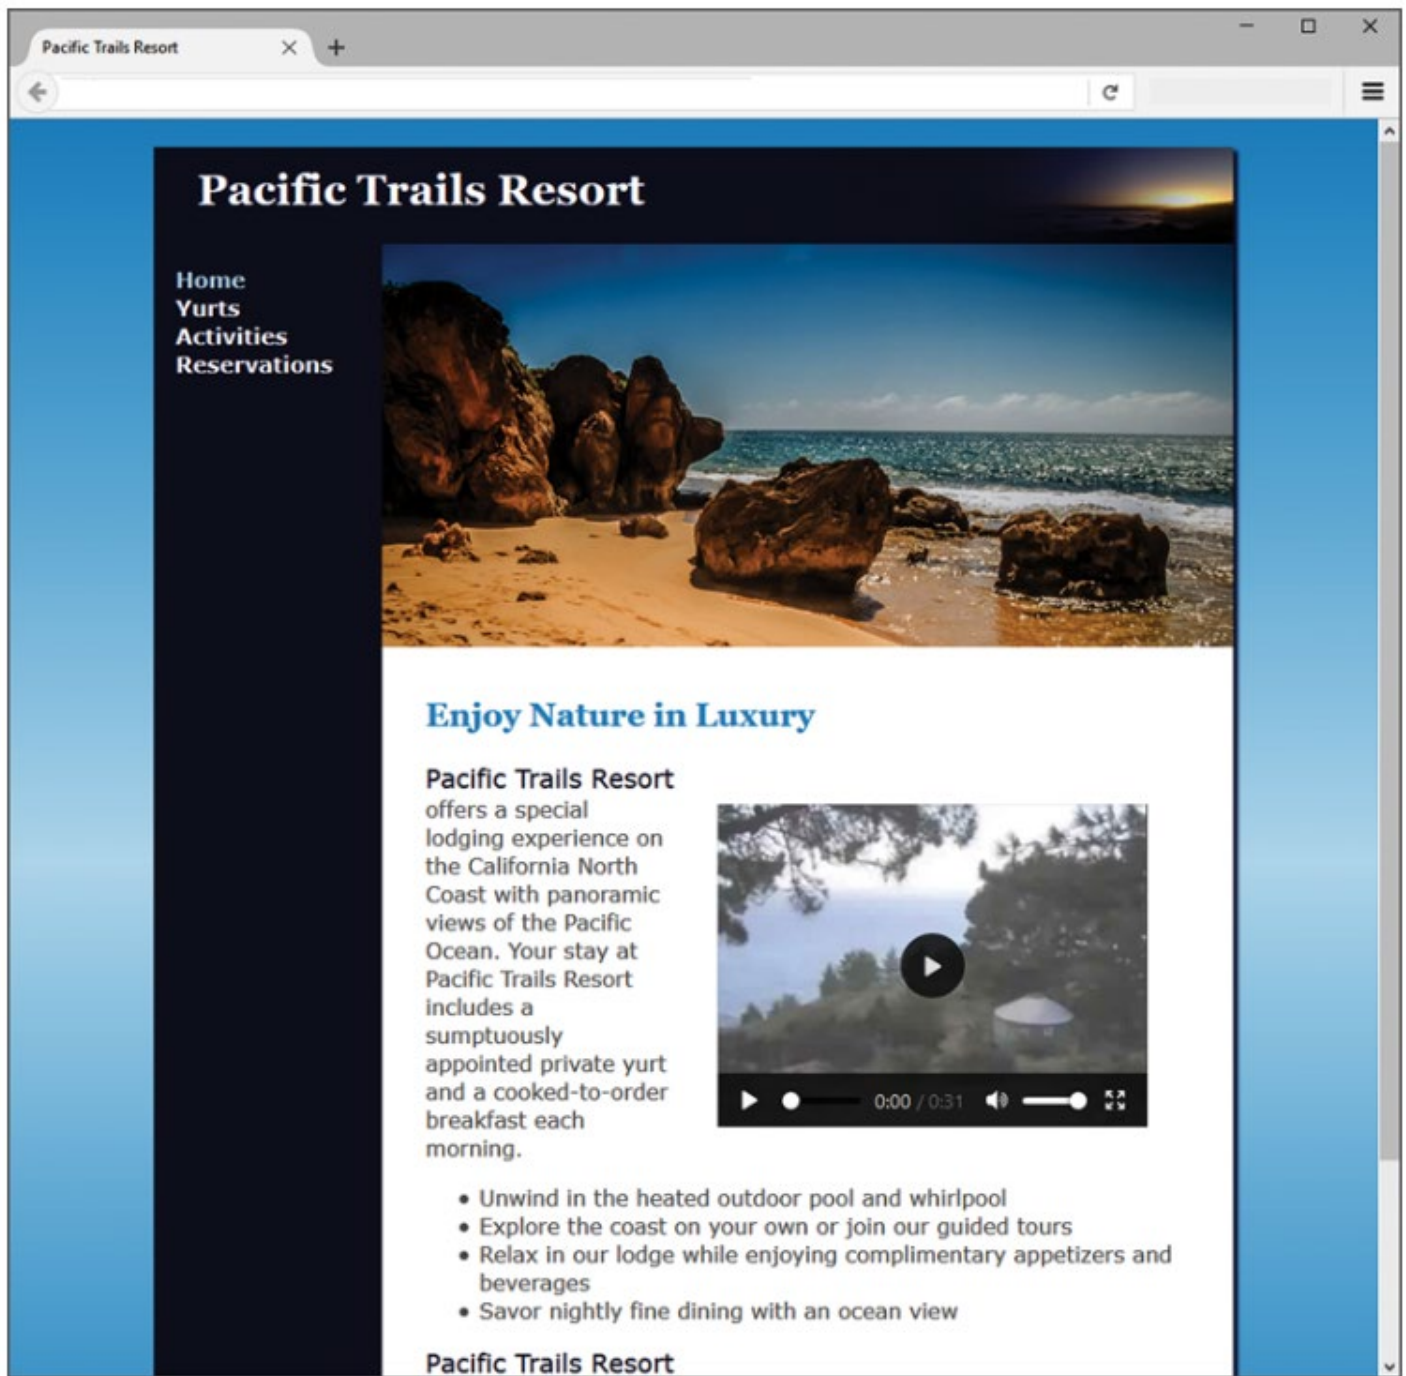 Pacific Trails Resort
Pacific Trails Resort
Home
Yurts
Activities
Reservations
Enjoy Nature in Luxury
Pacific Trails Resort
offers a special
lodging experience on
the California North
Coast with panoramic
views of the Pacific
Ocean. Your stay at
Pacific Trails Resort
includes a
sumptuously
appointed private yurt
and a cooked-to-order
breakfast each
morning.
0:00 / 0:31
• Unwind in the heated outdoor pool and whirlpool
• Explore the coast on your own or join our guided tours
• Relax in our lodge while enjoying complimentary appetizers and
beverages
• Savor nightly fine dining with an ocean view
Pacific Trails Resort